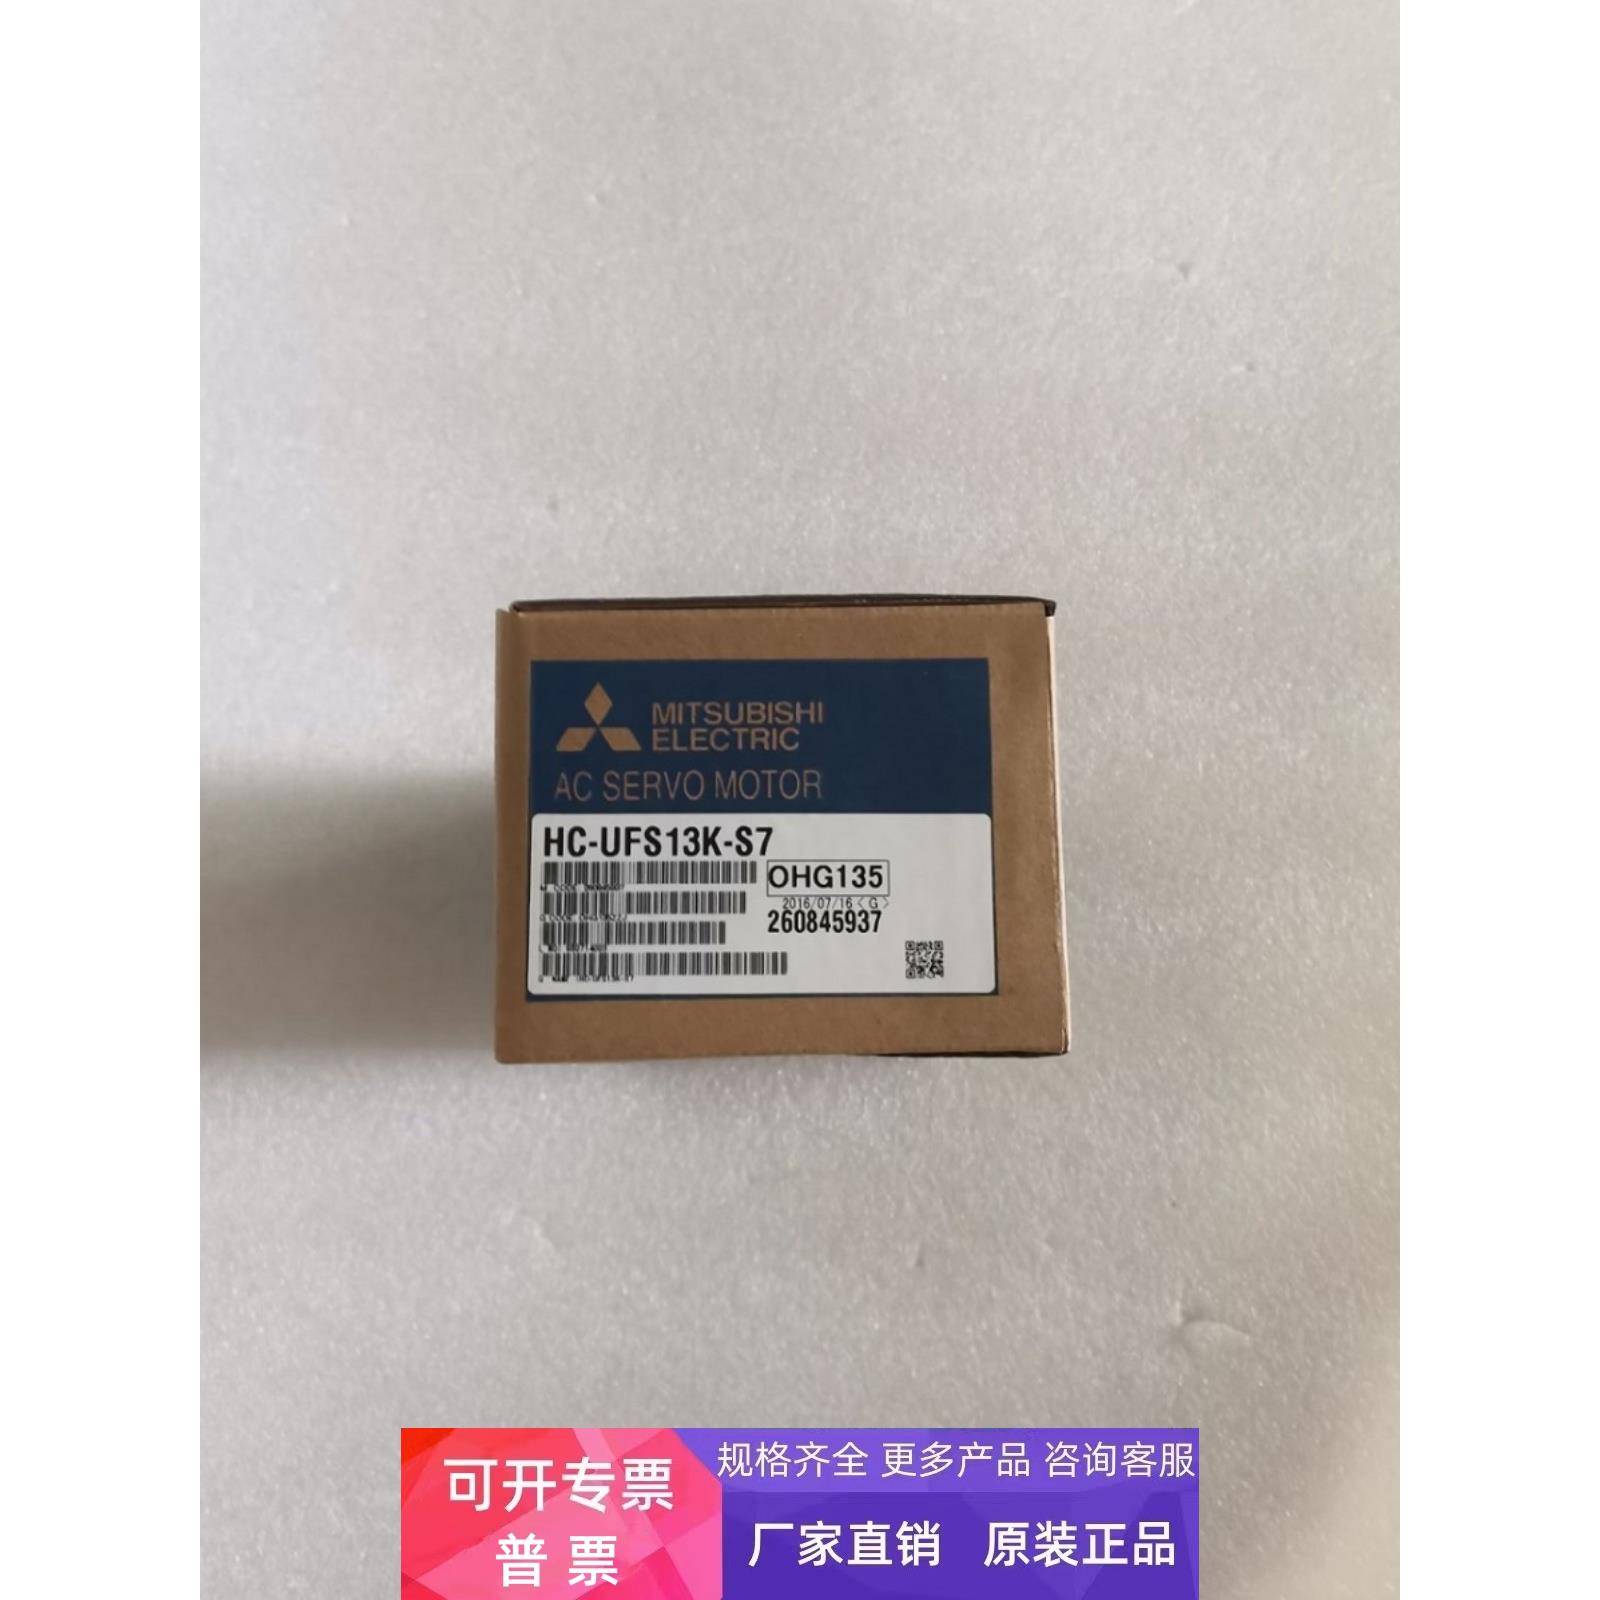 MITSUBISHI
ELECTRIC
AC SERVO MOTOR
HC-UFS13K-S7
OHG135
2016/07/16 < G >
260845937
规格齐全 更多产品 咨询客服
可开专票
普 票
厂家直销 原装正品